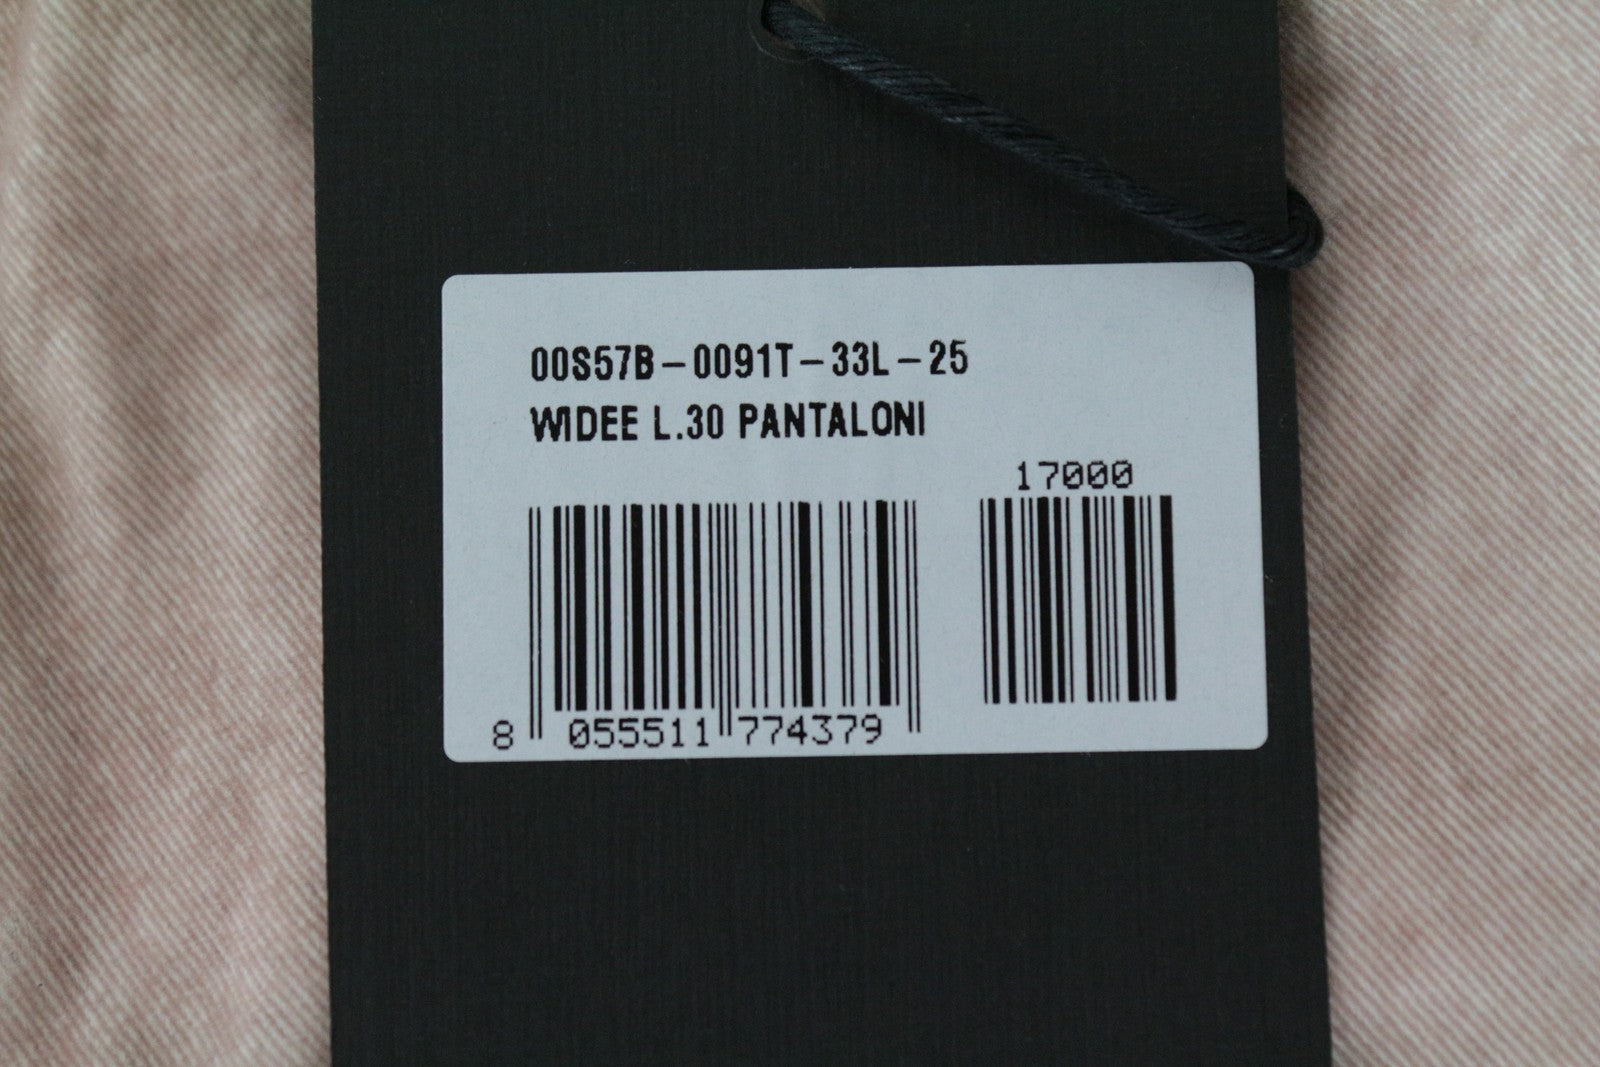 00S57B-0091T-33L-25
WIDEE L.30 PANTALONI
17000
8 055511 774379